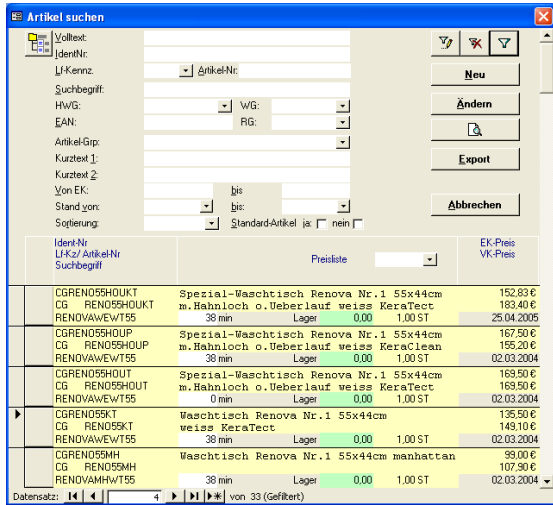 Artikel suchen
Volltext:
IdentNr:
Lf-Kennz. Artikel-Nr:
Suchbegriff:
HWG: WG:
EAN: RG:
Artikel-Grp:
Kurztext 1:
Kurztext 2:
Von EK: bis
Stand von: bis:
Sortierung: Standard-Artikel ja: nein
Neu
Ändern
Export
Abbrechen
Ident-Nr EK-Preis
Lf-Kz/ Artikel-Nr Preisliste VK-Preis
Suchbegriff
CGRENO55HOUKT Spezial-Waschtisch Renova Nr.1 55x44cm 152,83 €
CG RENO55HOUKT m.Hahnloch o.Ueberlauf weiss KeraTect 183,40 €
RENOVAWEWT55 38 min Lager 0,00 1,00 ST 25.04.2005
CGRENO55HOUP Spezial-Waschtisch Renova Nr.1 55x44cm 167,50 €
CG RENO55HOUP m.Hahnloch o.Ueberlauf weiss KeraClean 155,20 €
RENOVAWEWT55 38 min Lager 0,00 1,00 ST 02.03.2004
CGRENO55HOUT Spezial-Waschtisch Renova Nr.1 55x44cm 169,50 €
CG RENO55HOUT m.Hahnloch o.Ueberlauf weiss KeraTect 169,50 €
RENOVAWEWT55 0 min Lager 0,00 1,00 ST 02.03.2004
CGRENO55KT Waschtisch Renova Nr.1 55x44cm 135,50 €
CG RENO55KT weiss KeraTect 149,10 €
RENOVAWEWT55 38 min Lager 0,00 1,00 ST 02.03.2004
CGRENO55MH Waschtisch Renova Nr.1 55x44cm manhattan 99,00 €
CG RENO55MH 107,90 €
RENOVAMHWT55 38 min Lager 0,00 1,00 ST 02.03.2004
Datensatz: 4 von 33 (Gefiltert)